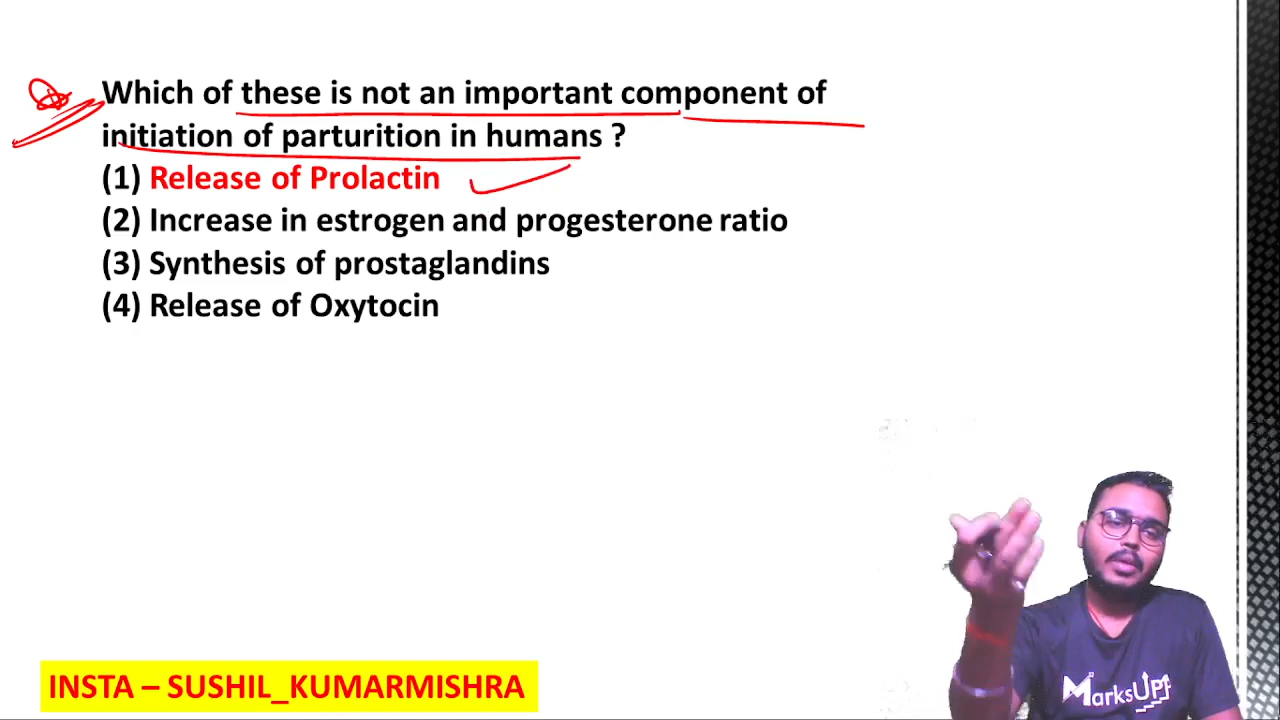 Which of these is not an important component of
initiation of parturition in humans ?
(1) Release of Prolactin
(2) Increase in estrogen and progesterone ratio
(3) Synthesis of prostaglandins
(4) Release of Oxytocin
MarksUp!
INSTA – SUSHIL_KUMARMISHRA